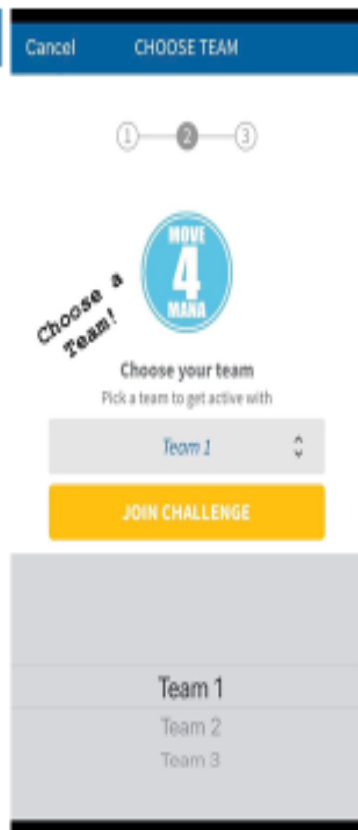 Cancel CHOOSE TEAM
1 2 3
MOVE
4
MANA
Choose a
Team!
Choose your team
Pick a team to get active with
Team 1
JOIN CHALLENGE
Team 1
Team 2
Team 3